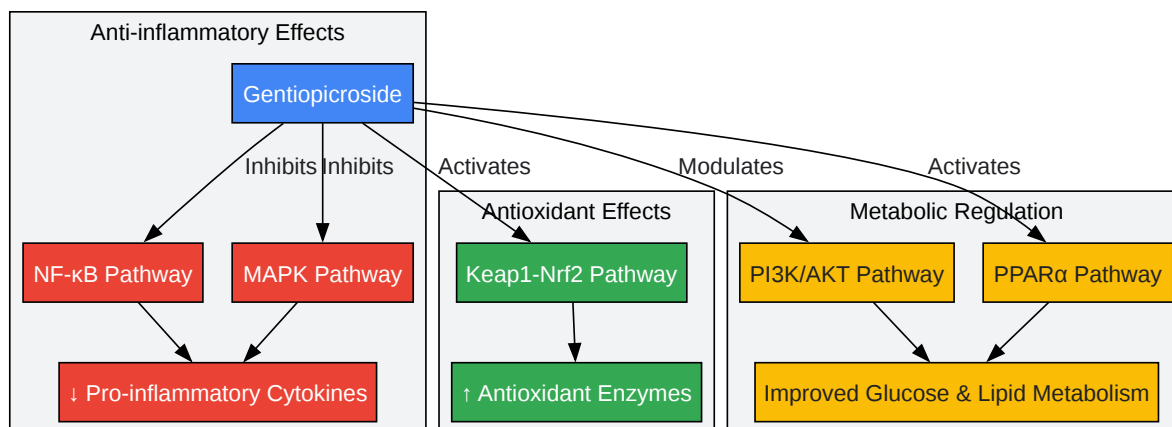 Anti-inflammatory Effects
Gentiopicroside
Inhibits
Inhibits
Activates
Modulates
Activates
Antioxidant Effects
Metabolic Regulation
NF-κB Pathway
MAPK Pathway
Keap1-Nrf2 Pathway
PI3K/AKT Pathway
PPARα Pathway
↓ Pro-inflammatory Cytokines
↑ Antioxidant Enzymes
Improved Glucose & Lipid Metabolism